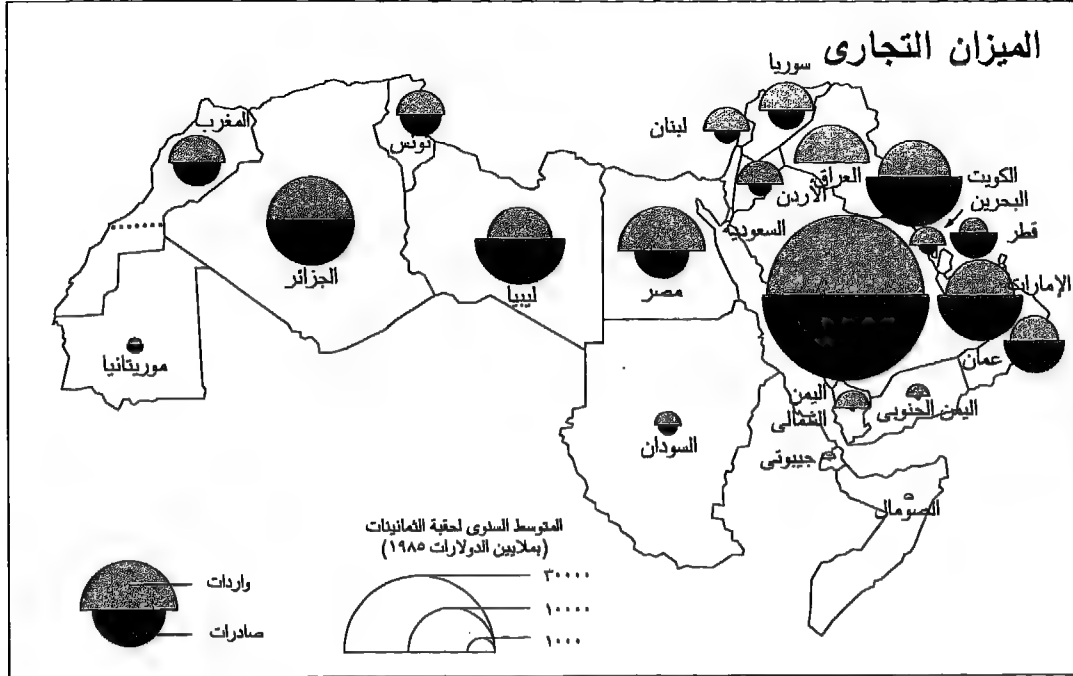 الميزان التجارى
سوريا
لبنان
المغرب
تونس
العراق
الكويت
البحرين
الأردن
قطر
السعودية
الإمارات
الجزائر
ليبيا
مصر
عمان
موريتانيا
اليمن الشمالى
اليمن الجنوبى
السودان
جيبوتى
الصومال
المتوسط السنوى لحقبة الثمانينات
(بملايين الدولارات ١٩٨٥)
٣٠٠٠٠
١٠٠٠٠
١٠٠٠
واردات
صادرات